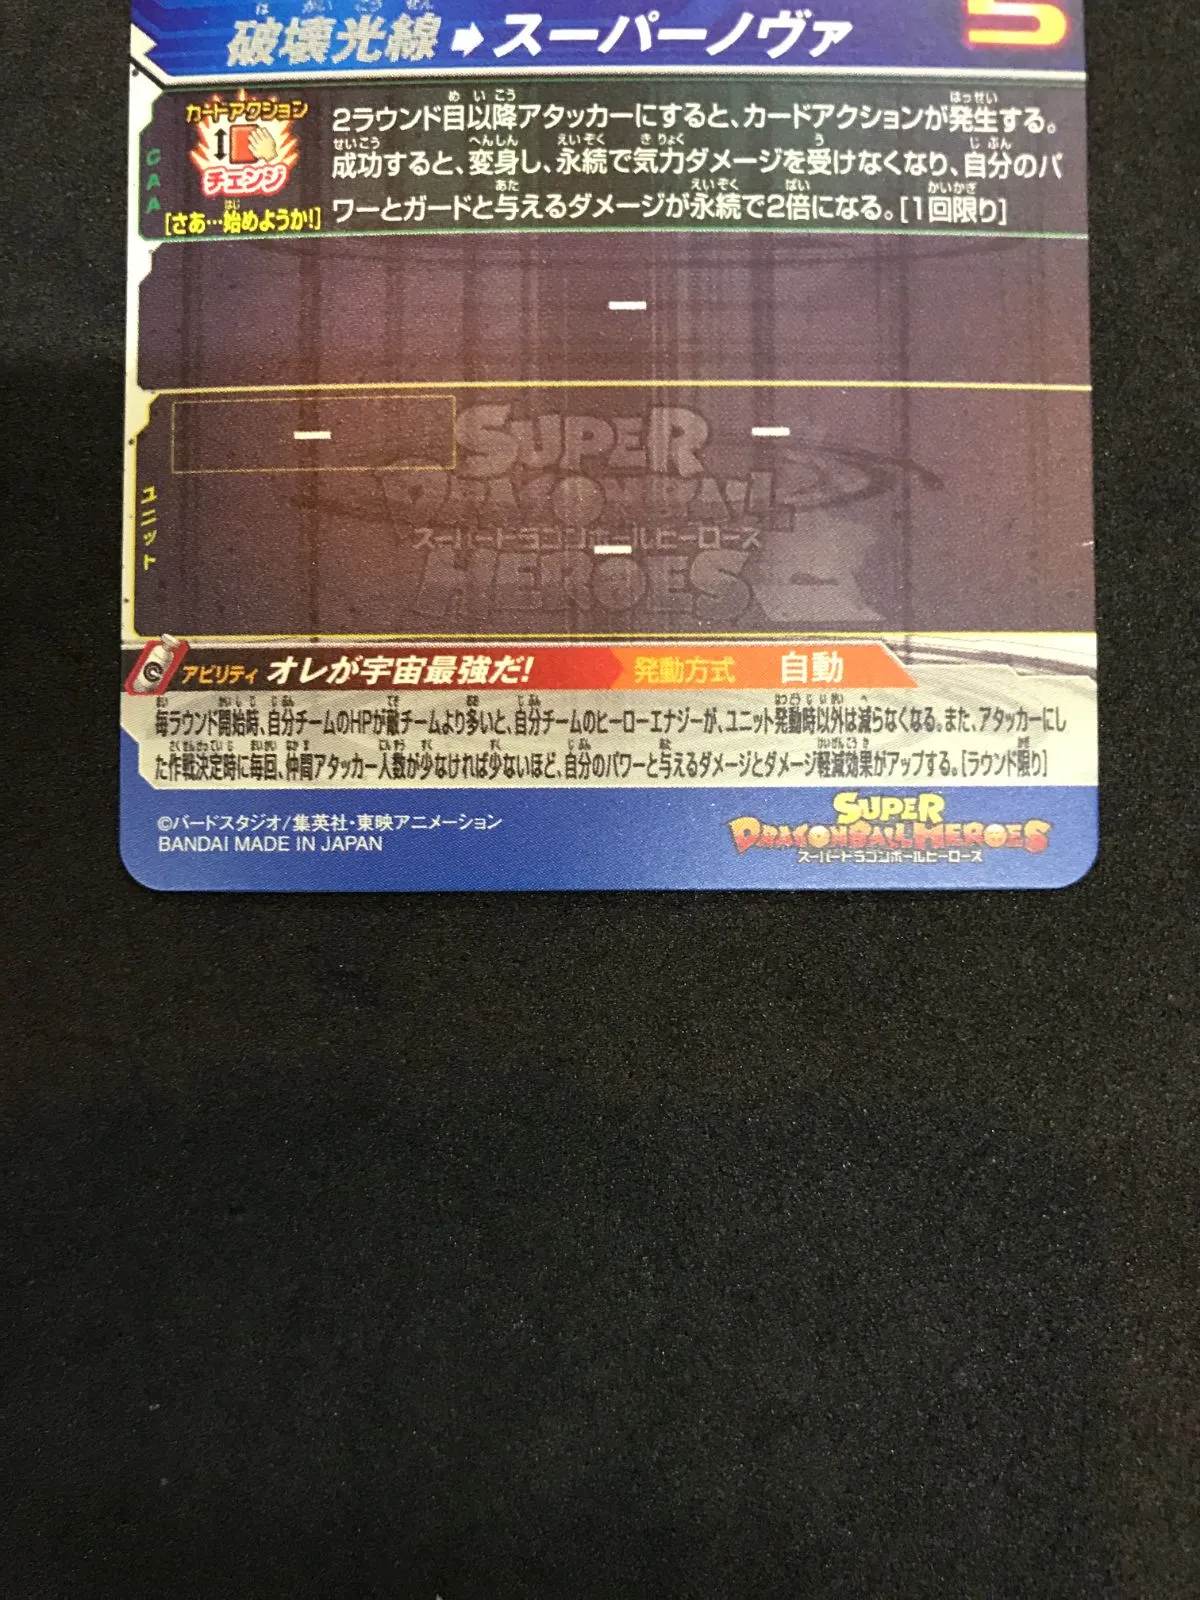 は かい こう せん
破壊光線➡スーパーノヴァ
5
CAA
カードアクション
チェンジ
[さあ…始めようか!]
2ラウンド目以降アタッカーにすると、カードアクションが発生する。
成功すると、変身し、永続で気力ダメージを受けなくなり、自分のパ
ワーとガードと与えるダメージが永続で2倍になる。[1回限り]
ー
ー
ー
ユニット
SUPER
DRAGONBALL
スーパードラゴンボールヒーローズ
HEROES
ー
アビリティ オレが宇宙最強だ! 発動方式 自動
毎ラウンド開始時、自分チームのHPが敵チームより多いと、自分チームのヒーローエナジーが、ユニット発動時以外は減らなくなる。また、アタッカーにし
た作戦決定時に毎回、仲間アタッカー人数が少なければ少ないほど、自分のパワーと与えるダメージとダメージ軽減効果がアップする。[ラウンド限り]
©バードスタジオ/集英社・東映アニメーション
BANDAI MADE IN JAPAN
SUPER
DRAGONBALL HEROES
スーパードラゴンボールヒーローズ